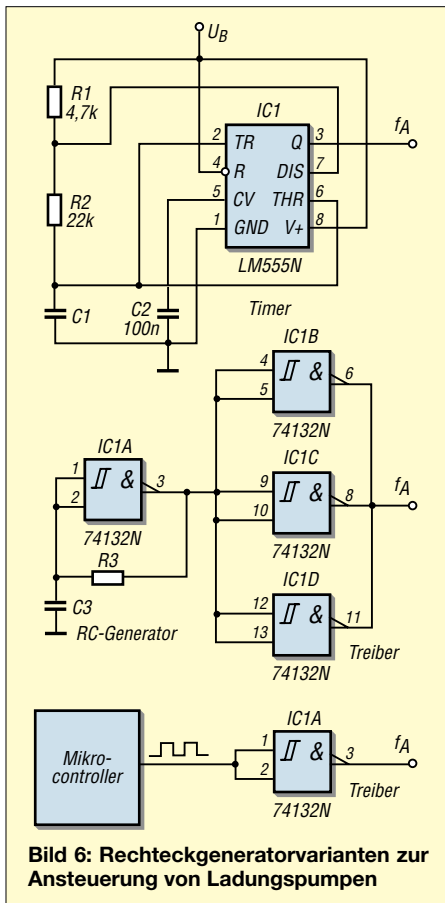 U_B
R1
4,7k
IC1
2 TR Q 3 f_A
4 R DIS 7
5 CV THR 6
1 GND V+ 8
R2
22k
LM555N
C1
C2
100n
Timer
IC1B
4
5 & 6
74132N
IC1A
1
2 & 3
74132N
IC1C
9
10 & 8 f_A
74132N
R3
C3
RC-Generator
IC1D
12
13 & 11
74132N
Treiber
Mikro-
controller
IC1A
1
2 & 3 f_A
74132N
Treiber
Bild 6: Rechteckgeneratorvarianten zur
Ansteuerung von Ladungspumpen